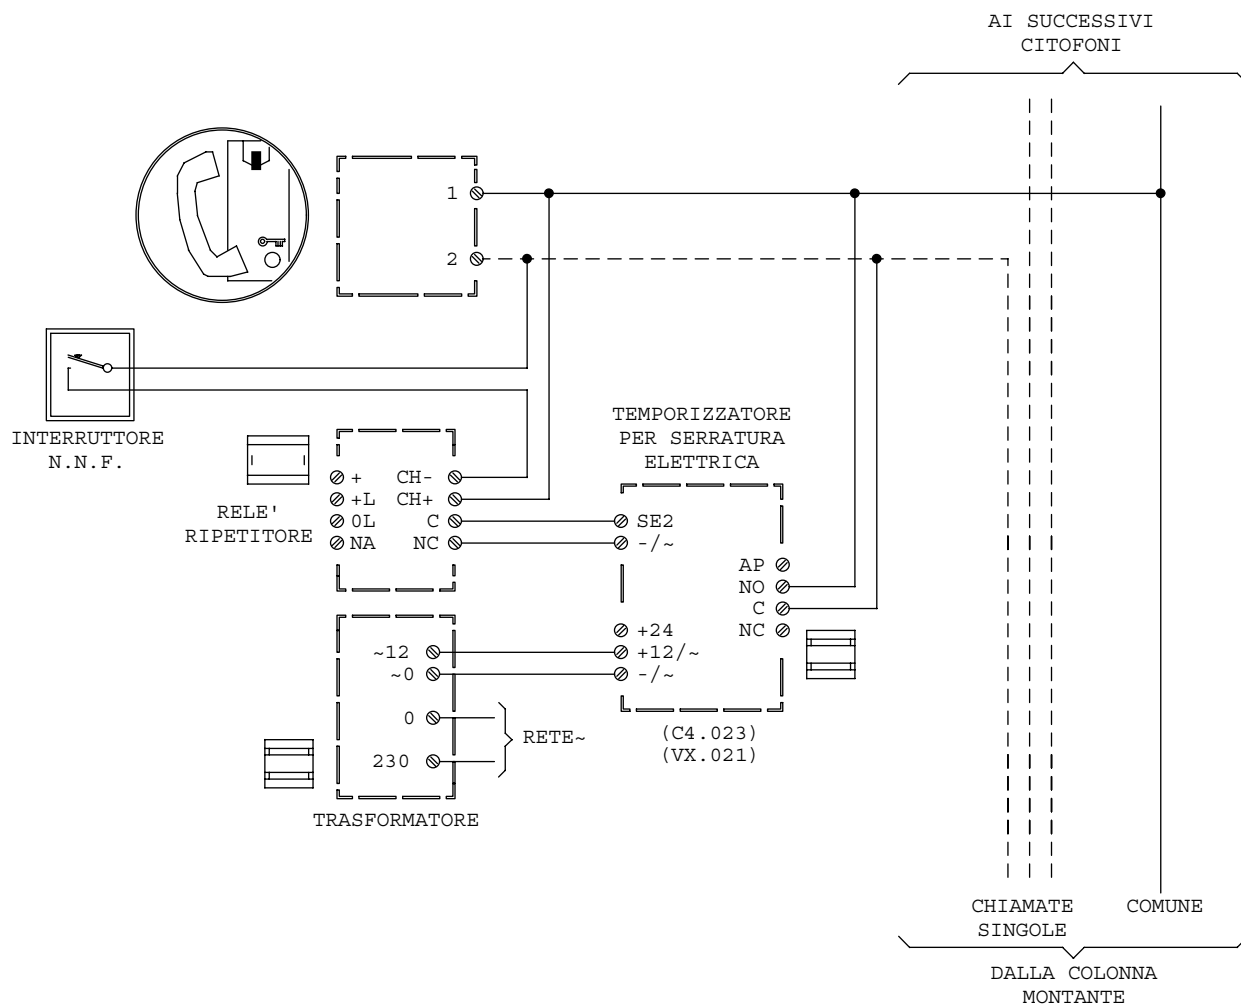 AI SUCCESSIVI
CITOFONI
1
2
INTERRUTTORE
N.N.F.
TEMPORIZZATORE
PER SERRATURA
ELETTRICA
RELE'
RIPETITORE
+ CH-
+L CH+
0L C
NA NC
SE2
-/~
AP
NO
C
NC
+24
+12/~
-/~
~12
~0
0
230
RETE~
(C4.023)
(VX.021)
TRASFORMATORE
CHIAMATE
SINGOLE
COMUNE
DALLA COLONNA
MONTANTE